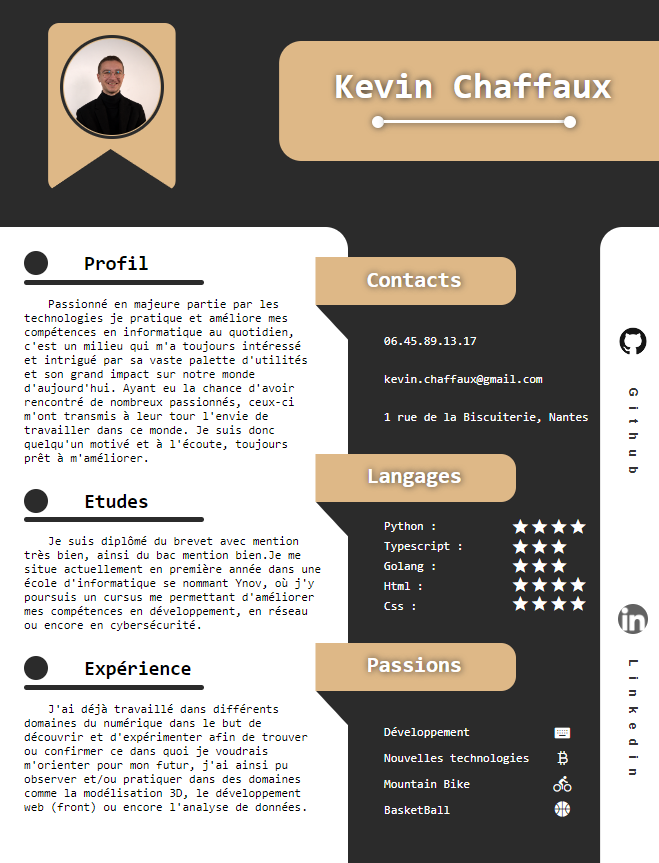 Kevin Chaffaux
Profil
Passionné en majeure partie par les
technologies je pratique et améliore mes
compétences en informatique au quotidien,
c'est un milieu qui m'a toujours intéressé
et intrigué par sa vaste palette d'utilités
et son grand impact sur notre monde
d'aujourd'hui. Ayant eu la chance d'avoir
rencontré de nombreux passionnés, ceux-ci
m'ont transmis à leur tour l'envie de
travailler dans ce monde. Je suis donc
quelqu'un motivé et à l'écoute, toujours
prêt à m'améliorer.
Etudes
Je suis diplômé du brevet avec mention
très bien, ainsi du bac mention bien.Je me
situe actuellement en première année dans une
école d'informatique se nommant Ynov, où j'y
poursuis un cursus me permettant d'améliorer
mes compétences en développement, en réseau
ou encore en cybersécurité.
Expérience
J'ai déjà travaillé dans différents
domaines du numérique dans le but de
découvrir et d'expérimenter afin de trouver
ou confirmer ce dans quoi je voudrais
m'orienter pour mon futur, j'ai ainsi pu
observer et/ou pratiquer dans des domaines
comme la modélisation 3D, le développement
web (front) ou encore l'analyse de données.
Contacts
06.45.89.13.17
kevin.chaffaux@gmail.com
1 rue de la Biscuiterie, Nantes
Langages
Python :
Typescript :
Golang :
Html :
Css :
Passions
Développement
Nouvelles technologies
Mountain Bike
BasketBall
Github
in
Linkedin